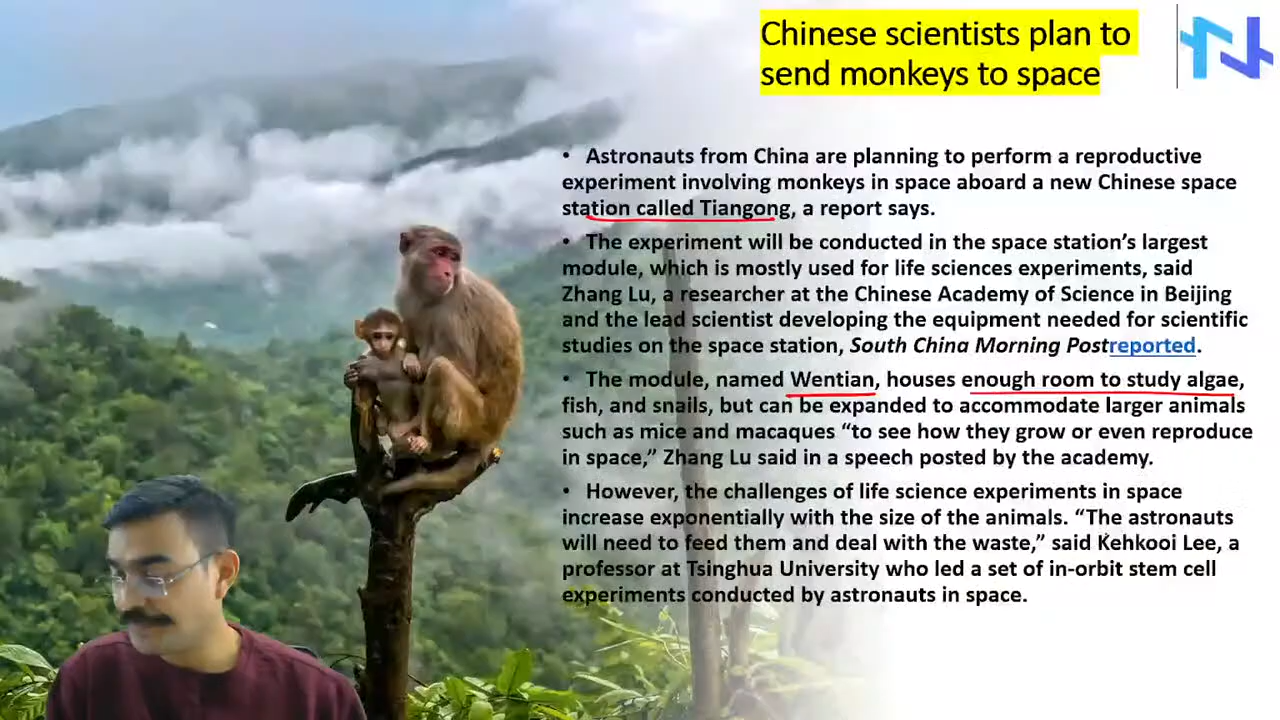 Chinese scientists plan to
send monkeys to space
• Astronauts from China are planning to perform a reproductive
experiment involving monkeys in space aboard a new Chinese space
station called Tiangong, a report says.
• The experiment will be conducted in the space station’s largest
module, which is mostly used for life sciences experiments, said
Zhang Lu, a researcher at the Chinese Academy of Science in Beijing
and the lead scientist developing the equipment needed for scientific
studies on the space station, South China Morning Postreported.
• The module, named Wentian, houses enough room to study algae,
fish, and snails, but can be expanded to accommodate larger animals
such as mice and macaques “to see how they grow or even reproduce
in space,” Zhang Lu said in a speech posted by the academy.
• However, the challenges of life science experiments in space
increase exponentially with the size of the animals. “The astronauts
will need to feed them and deal with the waste,” said Kehkooi Lee, a
professor at Tsinghua University who led a set of in-orbit stem cell
experiments conducted by astronauts in space.